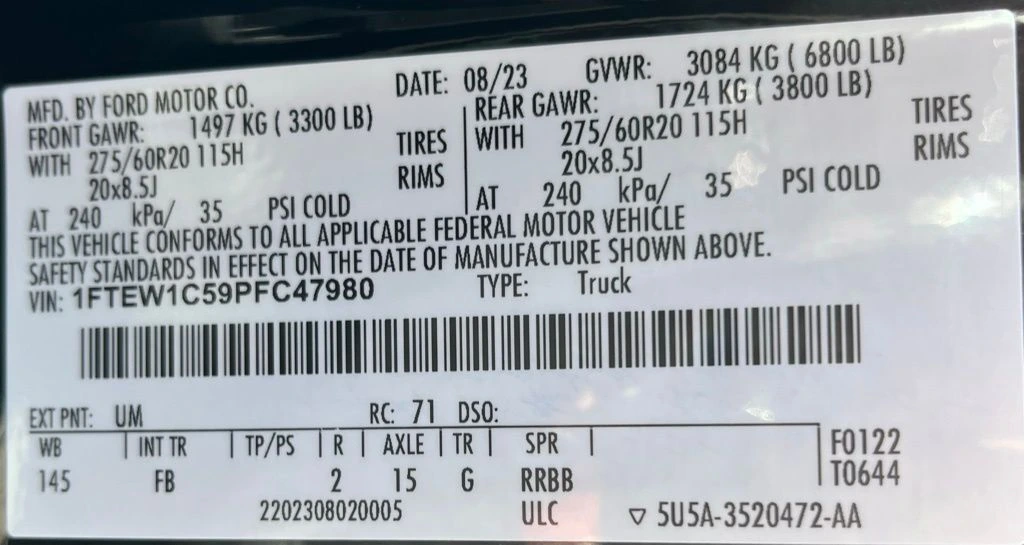 MFD. BY FORD MOTOR CO. DATE: 08/23 GVWR: 3084 KG ( 6800 LB)
FRONT GAWR: 1497 KG ( 3300 LB) REAR GAWR: 1724 KG ( 3800 LB)
WITH 275/60R20 115H TIRES WITH 275/60R20 115H TIRES
20x8.5J RIMS 20x8.5J RIMS
AT 240 kPa/ 35 PSI COLD AT 240 kPa/ 35 PSI COLD
THIS VEHICLE CONFORMS TO ALL APPLICABLE FEDERAL MOTOR VEHICLE
SAFETY STANDARDS IN EFFECT ON THE DATE OF MANUFACTURE SHOWN ABOVE.
VIN: 1FTEW1C59PFC47980 TYPE: Truck
EXT PNT: UM RC: 71 DSO:
WB | INT TR | TP/PS | R | AXLE | TR | SPR | F0122
145 FB 2 15 G RRBB T0644
2202308020005 ULC ▽ 5U5A-3520472-AA